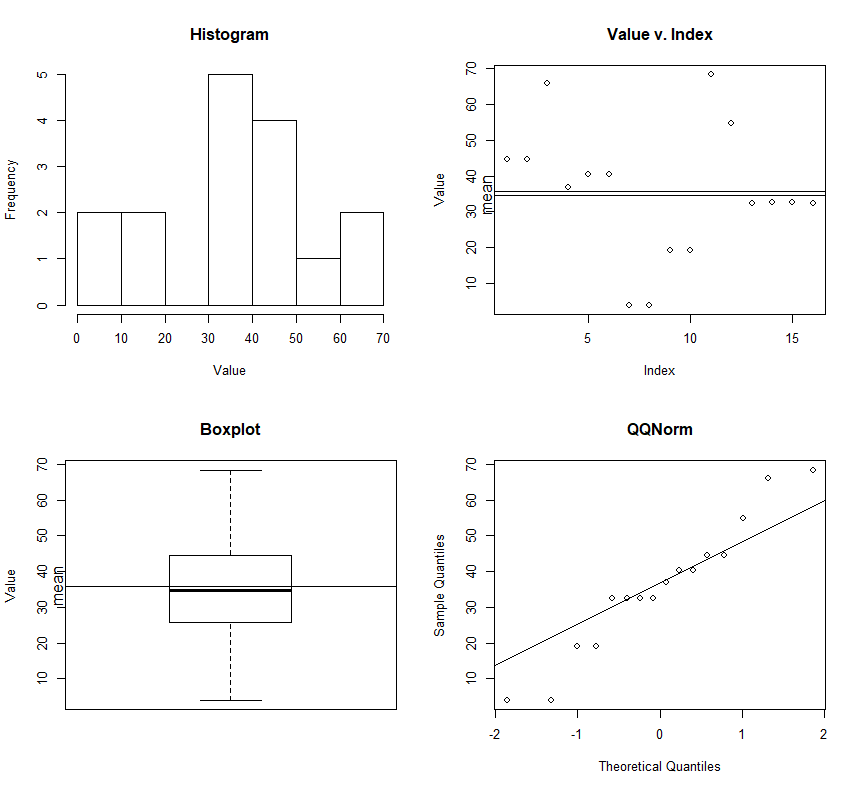 Histogram
Frequency
5
4
3
2
1
0
0 10 20 30 40 50 60 70
Value
Value v. Index
Value
70
60
50
40
30
20
10
mean
5 10 15
Index
Boxplot
Value
70
60
50
40
30
20
10
mean
QQNorm
Sample Quantiles
70
60
50
40
30
20
10
-2 -1 0 1 2
Theoretical Quantiles